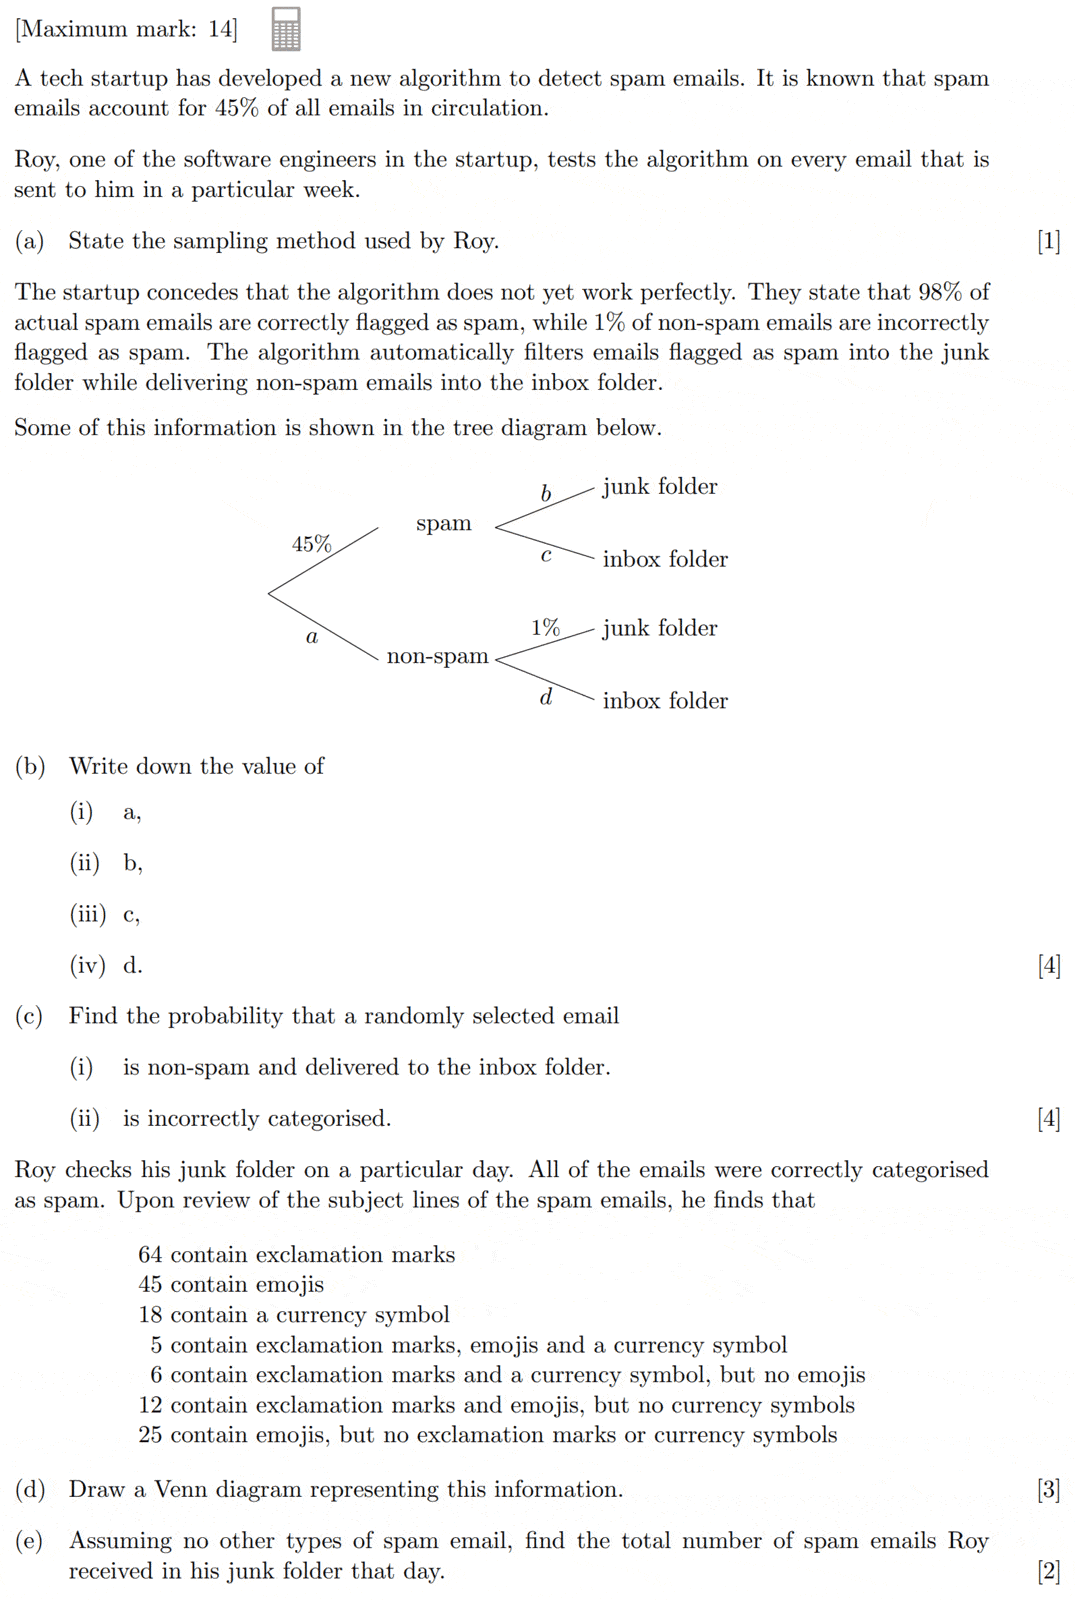 [Maximum mark: 14]
A tech startup has developed a new algorithm to detect spam emails. It is known that spam
emails account for 45% of all emails in circulation.
Roy, one of the software engineers in the startup, tests the algorithm on every email that is
sent to him in a particular week.
(a) State the sampling method used by Roy. [1]
The startup concedes that the algorithm does not yet work perfectly. They state that 98% of
actual spam emails are correctly flagged as spam, while 1% of non-spam emails are incorrectly
flagged as spam. The algorithm automatically filters emails flagged as spam into the junk
folder while delivering non-spam emails into the inbox folder.
Some of this information is shown in the tree diagram below.
b junk folder
spam
45%
c inbox folder
1% junk folder
a
non-spam
d inbox folder
(b) Write down the value of
(i) a,
(ii) b,
(iii) c,
(iv) d. [4]
(c) Find the probability that a randomly selected email
(i) is non-spam and delivered to the inbox folder.
(ii) is incorrectly categorised. [4]
Roy checks his junk folder on a particular day. All of the emails were correctly categorised
as spam. Upon review of the subject lines of the spam emails, he finds that
64 contain exclamation marks
45 contain emojis
18 contain a currency symbol
5 contain exclamation marks, emojis and a currency symbol
6 contain exclamation marks and a currency symbol, but no emojis
12 contain exclamation marks and emojis, but no currency symbols
25 contain emojis, but no exclamation marks or currency symbols
(d) Draw a Venn diagram representing this information. [3]
(e) Assuming no other types of spam email, find the total number of spam emails Roy
received in his junk folder that day. [2]